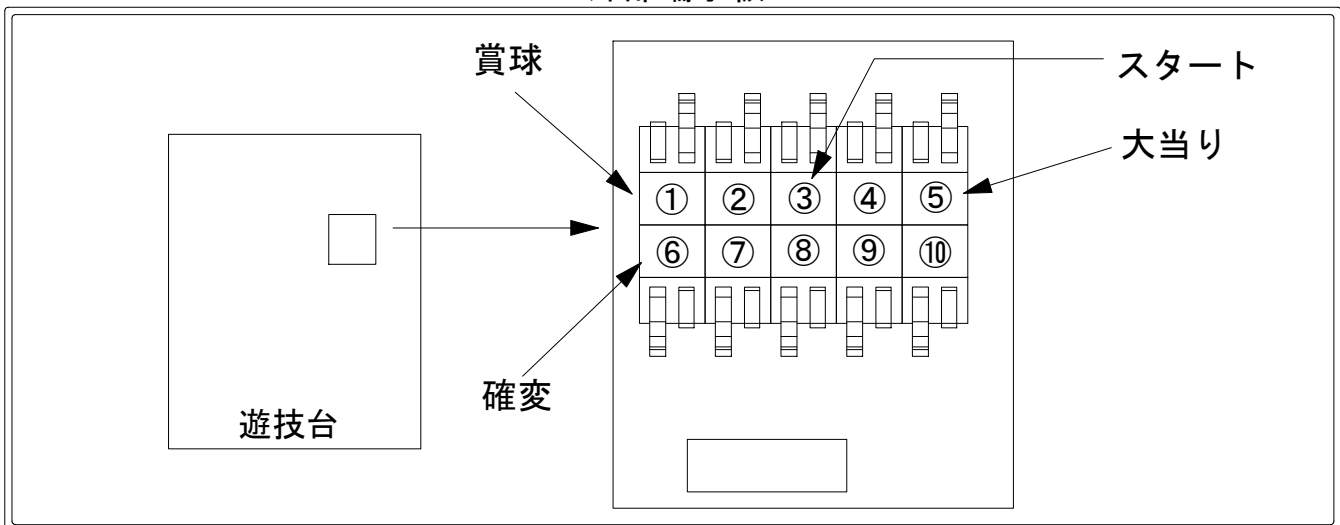 賞球
スタート
大当り
① ② ③ ④ ⑤
⑥ ⑦ ⑧ ⑨ ⑩
確変
遊技台